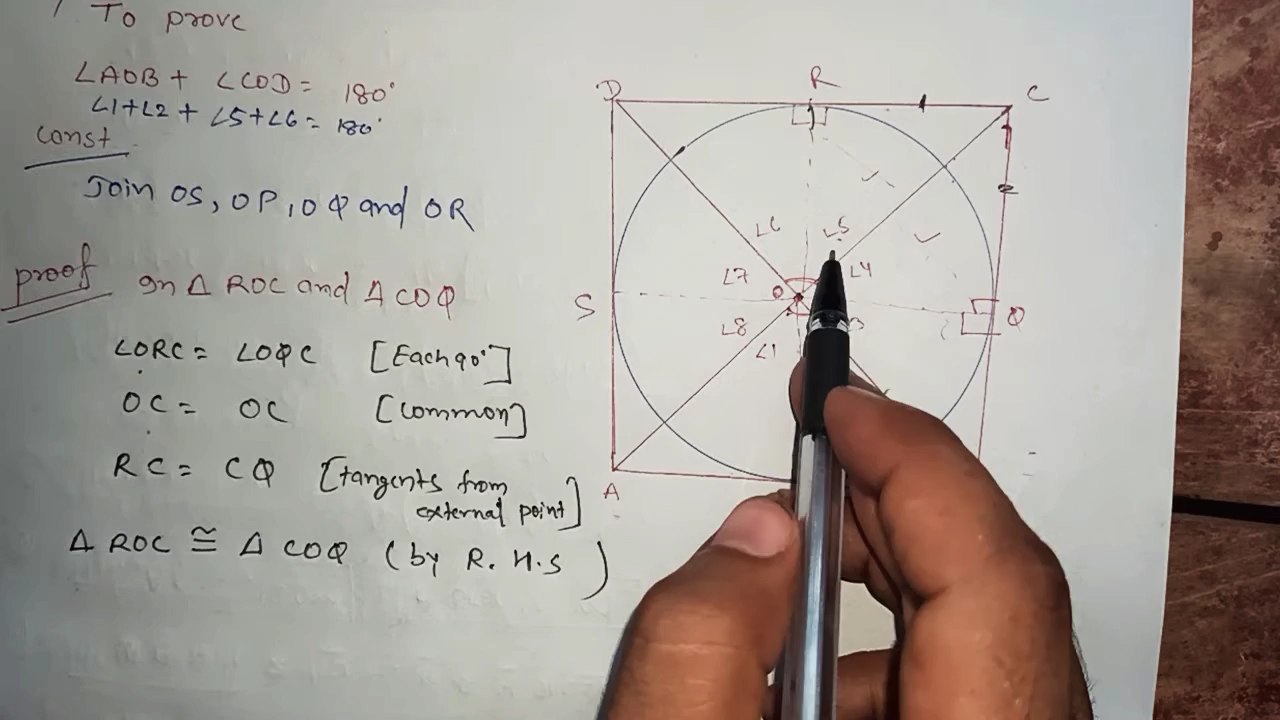 To prove
∠AOB + ∠COD = 180°
∠1+∠2 + ∠5+∠6 = 180°
Const
Join OS, OP, OQ and OR
proof In Δ ROC and Δ COQ
∠ORC = ∠OQC [Each 90°]
OC = OC [common]
RC = CQ [tangents from
external point]
Δ ROC ≅ Δ COQ (by R.H.S)
D R C
∠6 ∠5
∠7 ∠4
S O Q
∠8 3
∠1
A